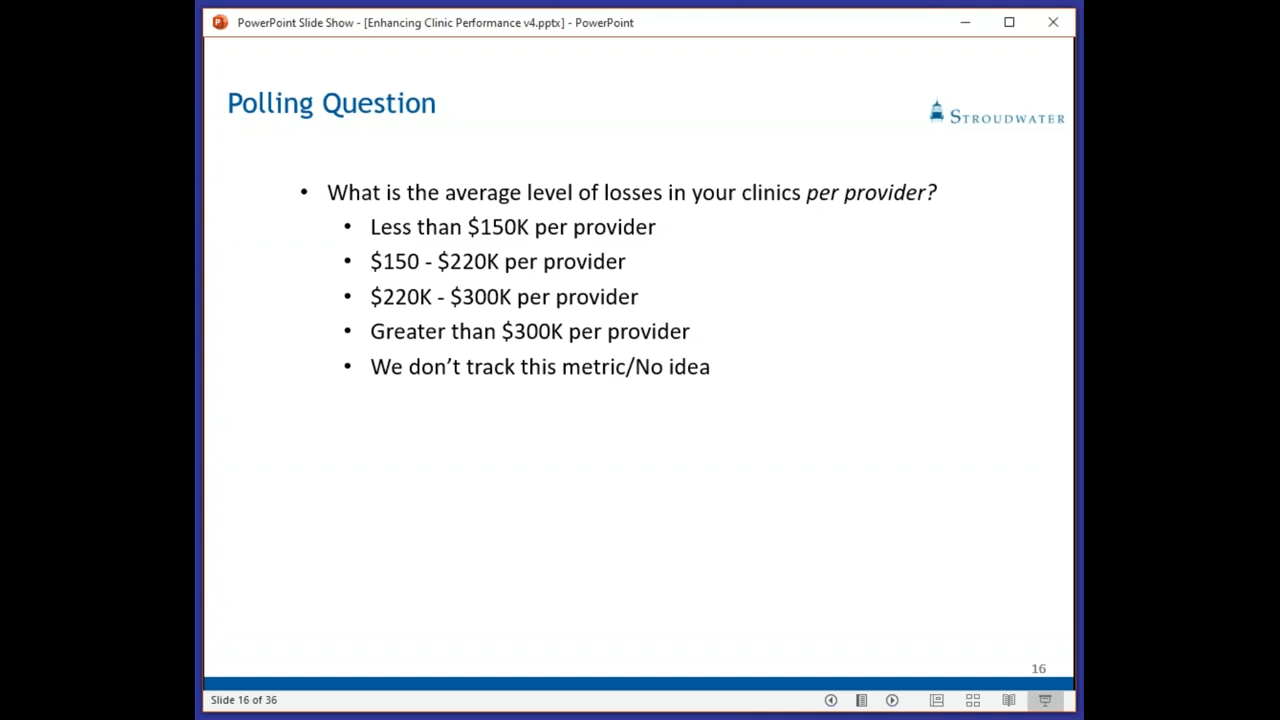 PowerPoint Slide Show - [Enhancing Clinic Performance v4.pptx] - PowerPoint
Polling Question
STROUDWATER
• What is the average level of losses in your clinics per provider?
• Less than $150K per provider
• $150 - $220K per provider
• $220K - $300K per provider
• Greater than $300K per provider
• We don’t track this metric/No idea
16
Slide 16 of 36